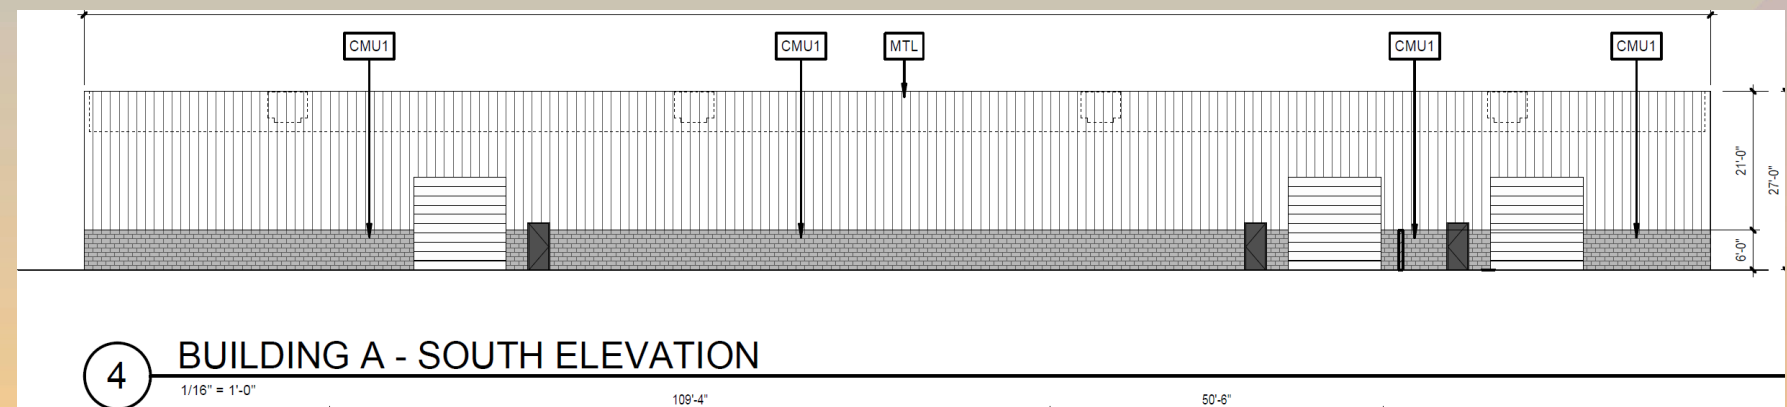 CMU1
CMU1
MTL
CMU1
CMU1
21'-0"
27'-0"
6'-0"
4
BUILDING A - SOUTH ELEVATION
1/16" = 1'-0"
109'-4"
50'-6"